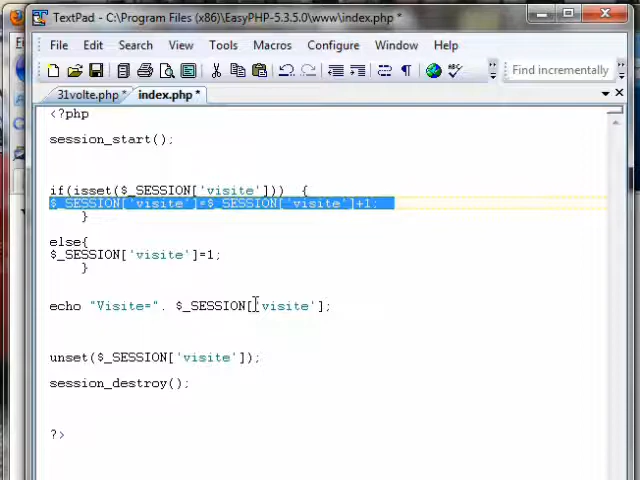 TextPad - C:\Program Files (x86)\EasyPHP-5.3.5.0\www\index.php *
File Edit Search View Tools Macros Configure Window Help
Find incrementally
31volte.php * index.php *
<?php
session_start();
if(isset($_SESSION['visite'])) {
$_SESSION['visite']=$_SESSION['visite']+1;
}
else{
$_SESSION['visite']=1;
}
echo "Visite=". $_SESSION['visite'];
unset($_SESSION['visite']);
session_destroy();
?>